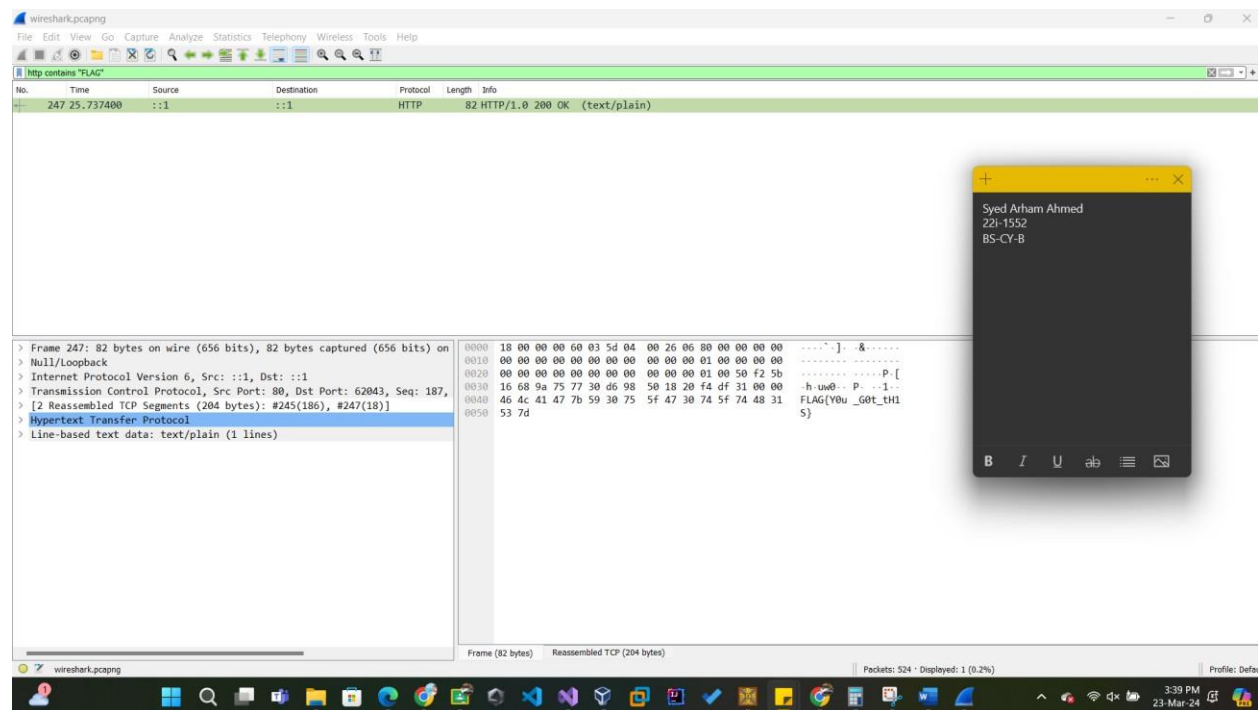 wireshark.pcapng
File Edit View Go Capture Analyze Statistics Telephony Wireless Tools Help
http contains "FLAG"
No. Time Source Destination Protocol Length Info
247 25.737400 ::1 ::1 HTTP 82 HTTP/1.0 200 OK (text/plain)
Syed Arham Ahmed
22i-1552
BS-CY-B
> Frame 247: 82 bytes on wire (656 bits), 82 bytes captured (656 bits) on
> Null/Loopback
> Internet Protocol Version 6, Src: ::1, Dst: ::1
> Transmission Control Protocol, Src Port: 80, Dst Port: 62043, Seq: 187,
> [2 Reassembled TCP Segments (204 bytes): #245(186), #247(18)]
> Hypertext Transfer Protocol
> Line-based text data: text/plain (1 lines)
0000 18 00 00 00 60 03 5d 04 00 26 06 80 00 00 00 00 ····`·]· ·&······
0010 00 00 00 00 00 00 00 00 00 00 00 01 00 00 00 00 ········ ········
0020 00 00 00 00 00 00 00 00 00 00 00 01 00 50 f2 5b ········ ·····P·[
0030 16 68 9a 75 77 30 d6 98 50 18 20 f4 df 31 00 00 ·h·uw0·· P· ··1··
0040 46 4c 41 47 7b 59 30 75 5f 47 30 74 5f 74 48 31 FLAG{Y0u _G0t_tH1
0050 53 7d S}
B I U ab
Frame (82 bytes) Reassembled TCP (204 bytes)
wireshark.pcapng Packets: 524 · Displayed: 1 (0.2%) Profile: Defau
3:39 PM
23-Mar-24